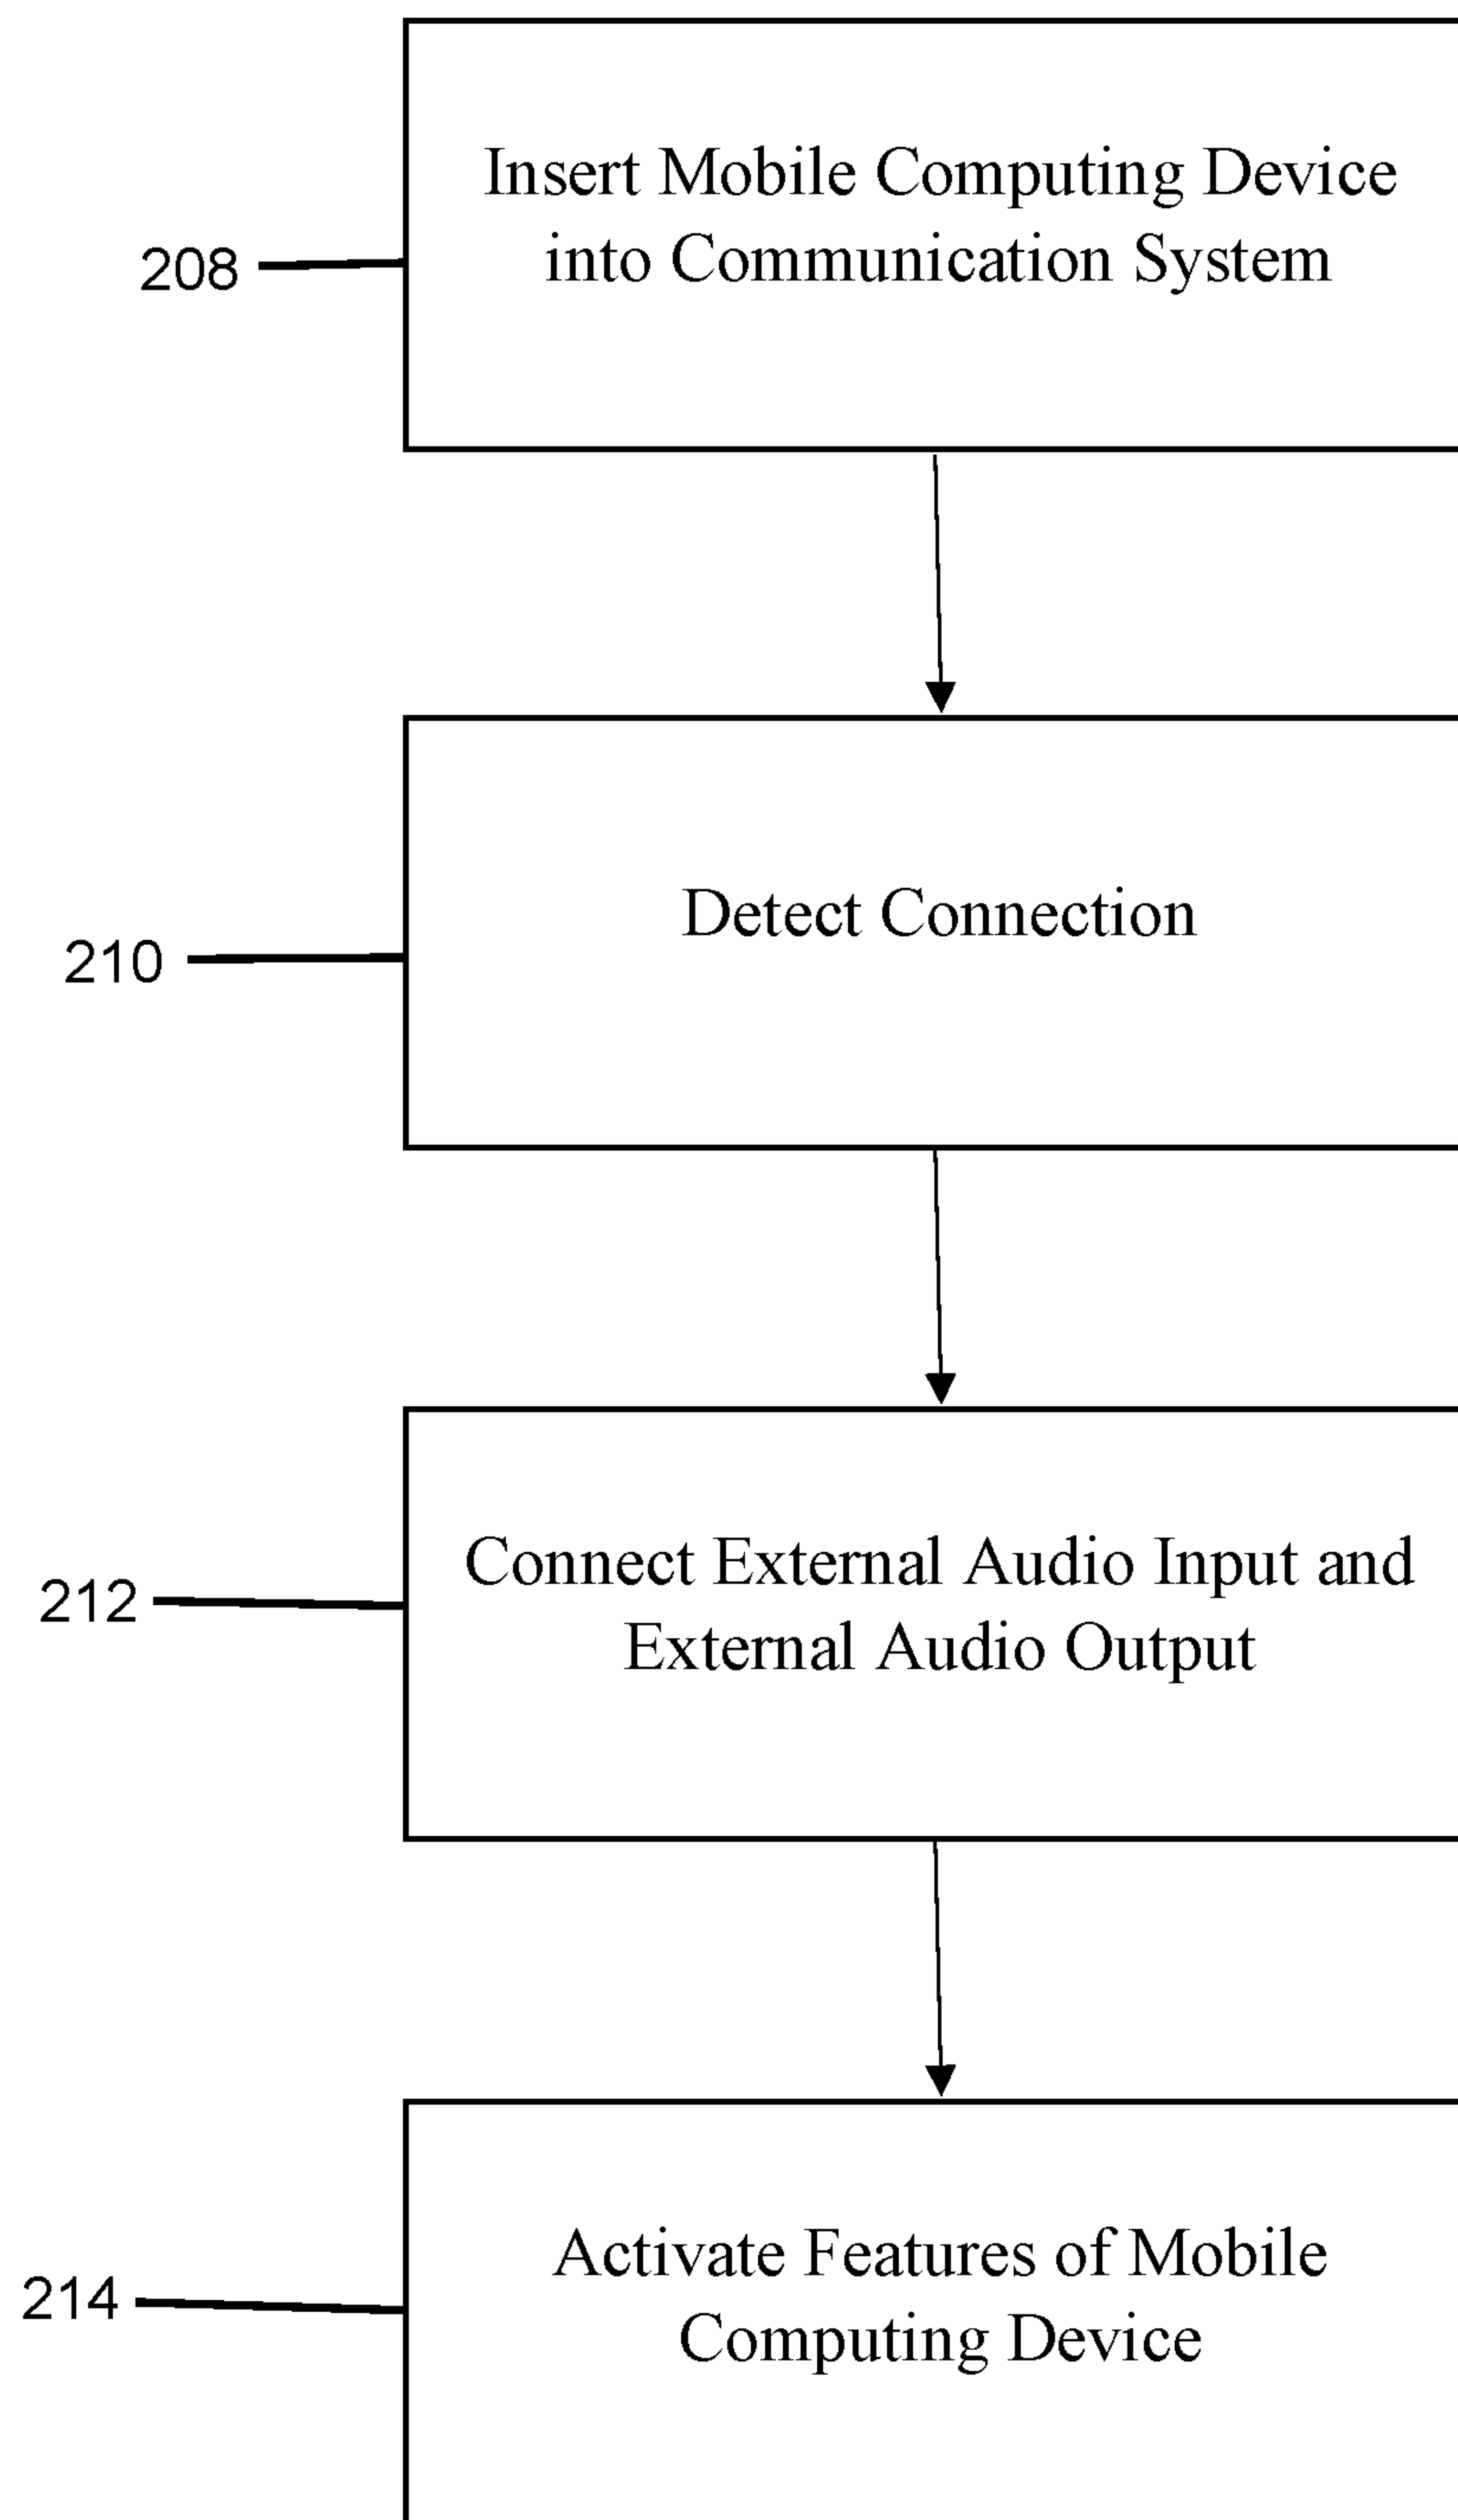 Insert Mobile Computing Device
into Communication System
208
Detect Connection
210
Connect External Audio Input and
External Audio Output
212
Activate Features of Mobile
Computing Device
214